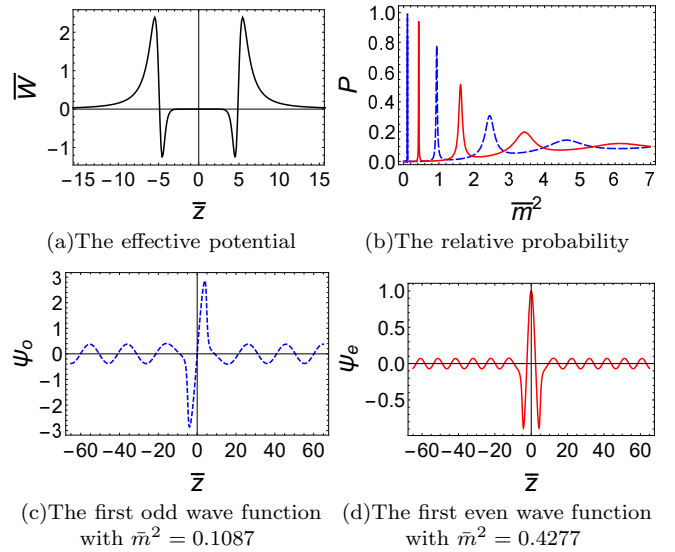 W̅
2
1
0
−1
−15 −10 −5 0 5 10 15
z̅
(a)The effective potential
P
1.0
0.8
0.6
0.4
0.2
0.0
0 1 2 3 4 5 6 7
m̅²
(b)The relative probability
ψₒ
3
2
1
0
−1
−2
−3
−60 −40 −20 0 20 40 60
z̅
(c)The first odd wave function
with m̅² = 0.1087
ψₑ
1.0
0.5
0.0
−0.5
−60 −40 −20 0 20 40 60
z̅
(d)The first even wave function
with m̅² = 0.4277